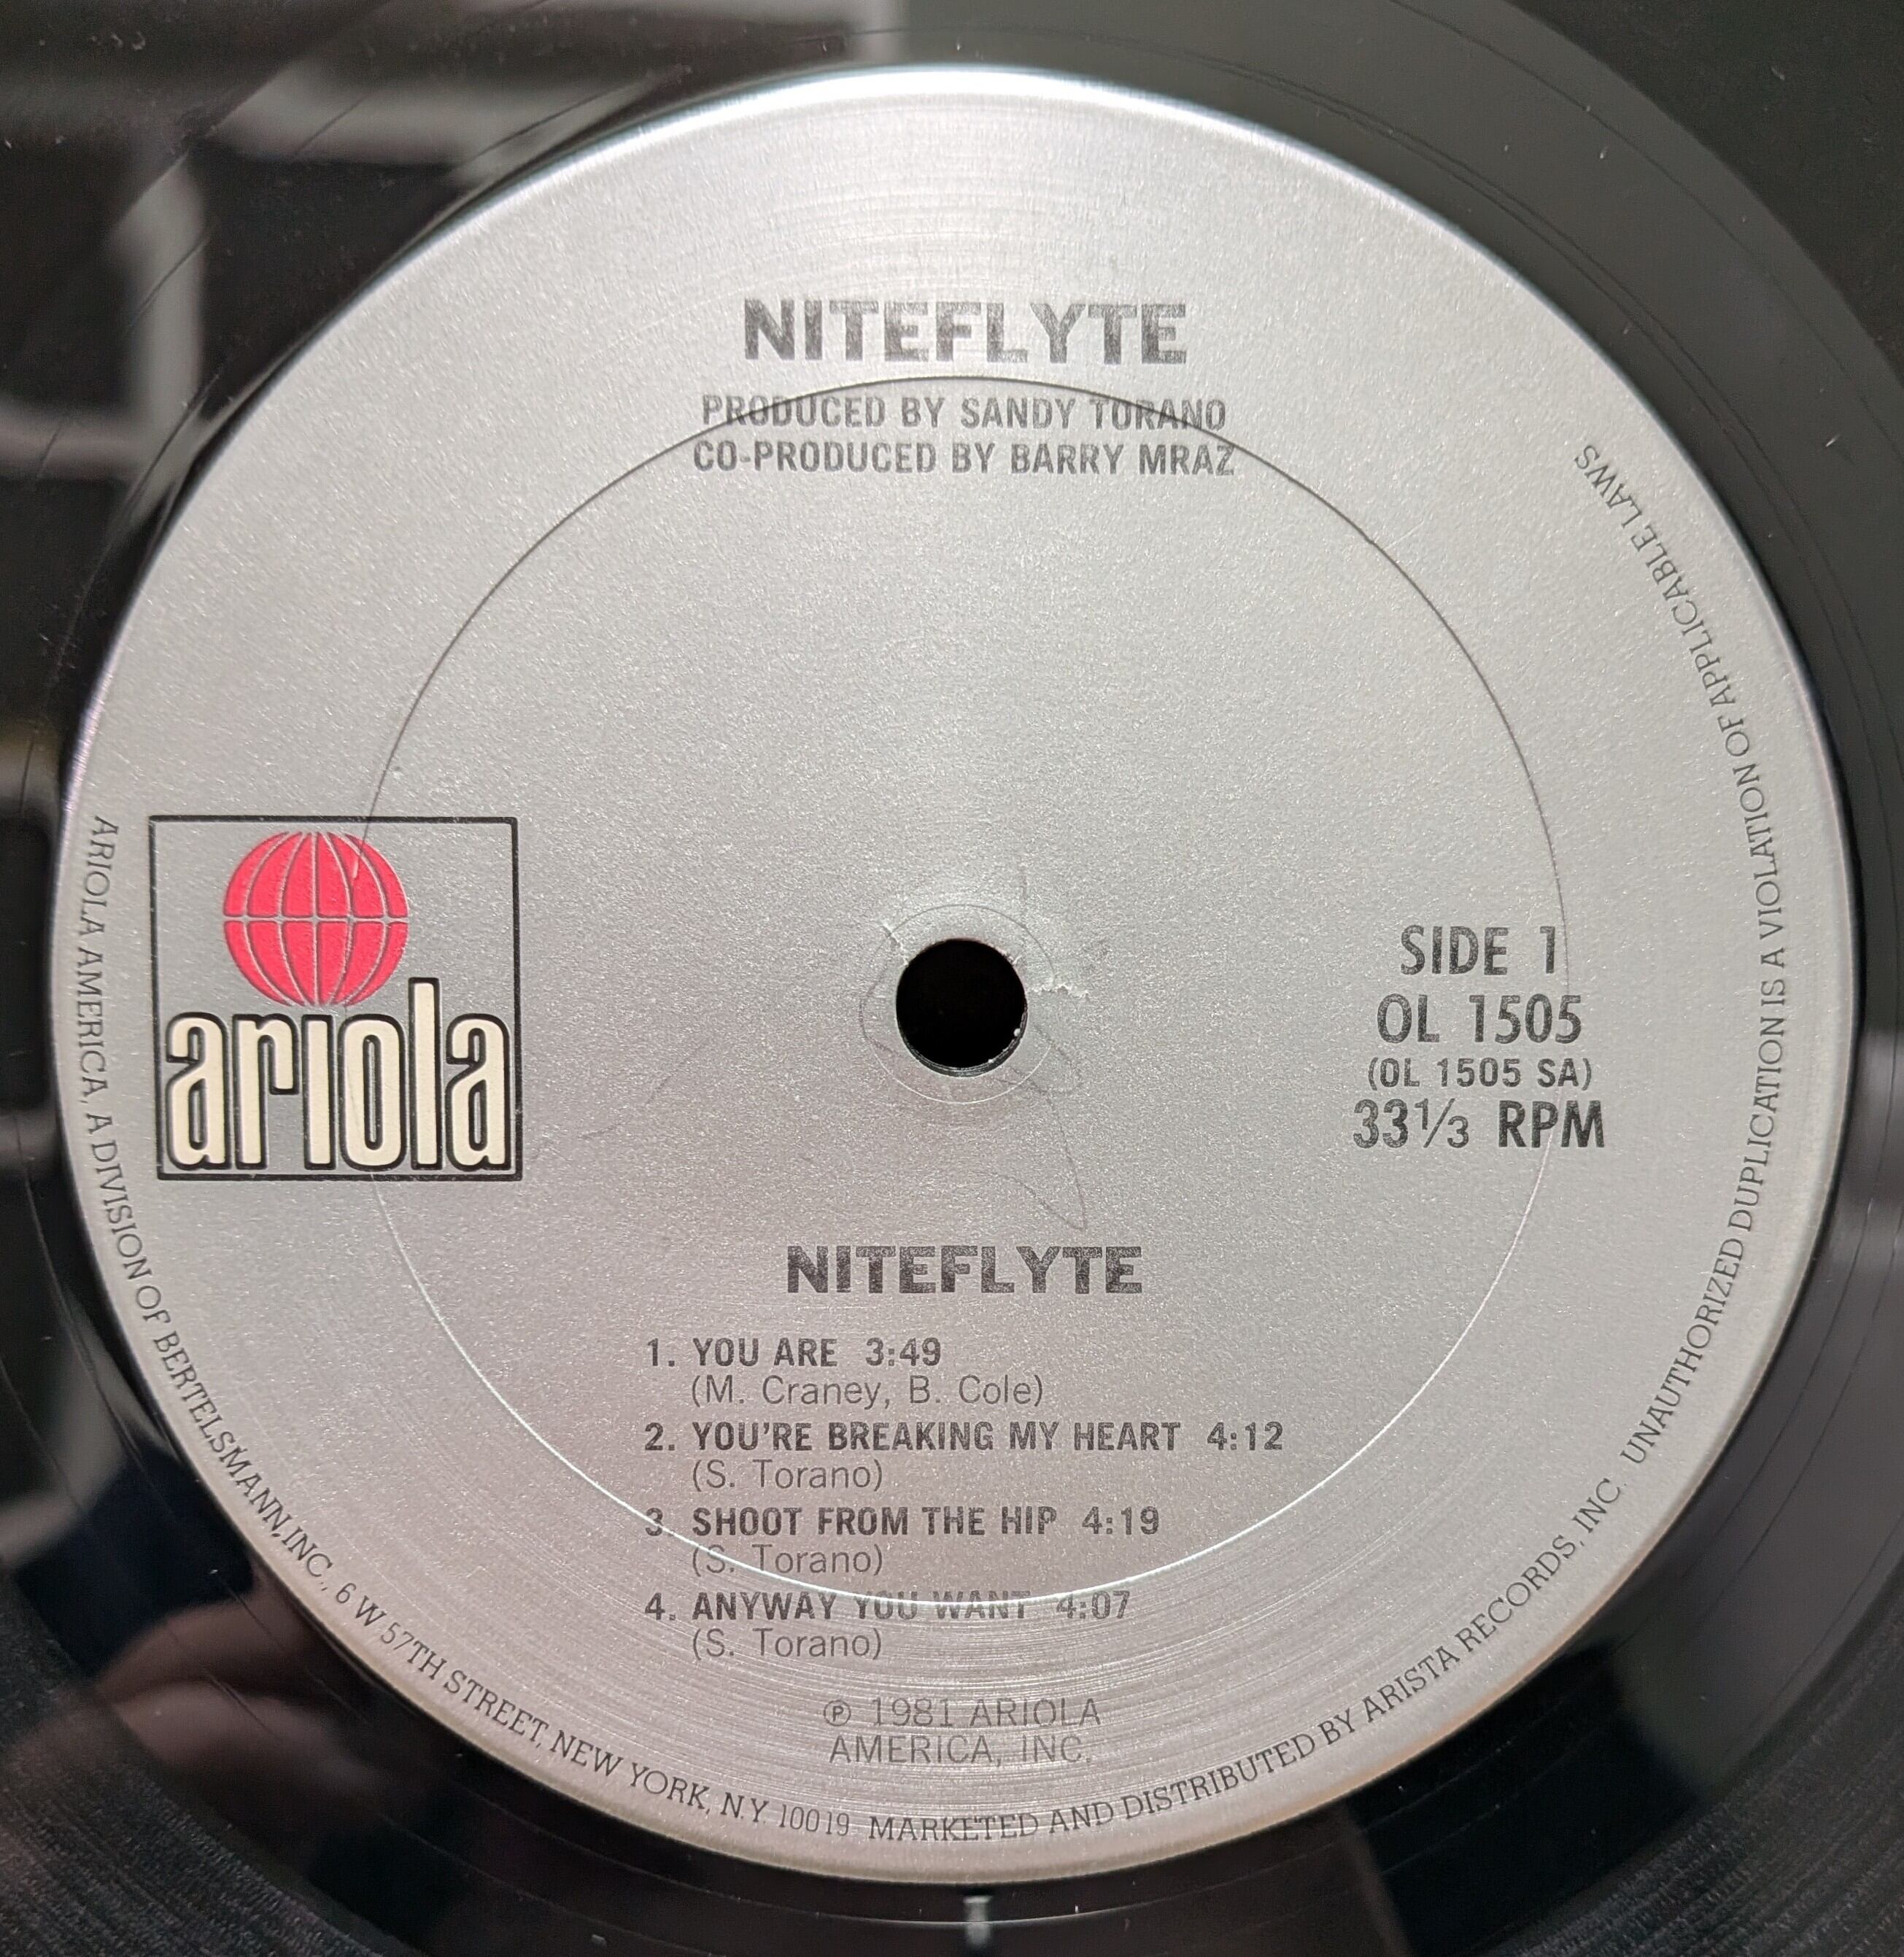 NITEFLYTE
PRODUCED BY SANDY TORANO
CO-PRODUCED BY BARRY MRAZ
ariola
SIDE 1
OL 1505
(OL 1505 SA)
33⅓ RPM
NITEFLYTE
1. YOU ARE 3:49
(M. Craney, B. Cole)
2. YOU'RE BREAKING MY HEART 4:12
(S. Torano)
3. SHOOT FROM THE HIP 4:19
(S. Torano)
4. ANYWAY YOU WANT 4:07
(S. Torano)
℗ 1981 ARIOLA
AMERICA, INC.
ARIOLA AMERICA, A DIVISION OF BERTELSMANN, INC., 6 W 57TH STREET, NEW YORK, N.Y. 10019 MARKETED AND DISTRIBUTED BY ARISTA RECORDS, INC. UNAUTHORIZED DUPLICATION IS A VIOLATION OF APPLICABLE LAWS